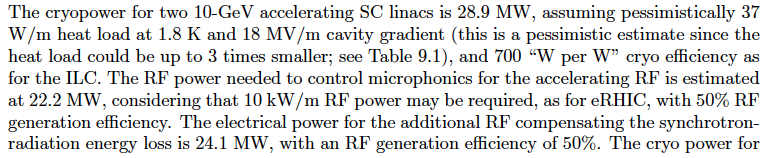 The cryopower for two 10-GeV accelerating SC linacs is 28.9 MW, assuming pessimistically 37
W/m heat load at 1.8 K and 18 MV/m cavity gradient (this is a pessimistic estimate since the
heat load could be up to 3 times smaller; see Table 9.1), and 700 “W per W” cryo efficiency as
for the ILC. The RF power needed to control microphonics for the accelerating RF is estimated
at 22.2 MW, considering that 10 kW/m RF power may be required, as for eRHIC, with 50% RF
generation efficiency. The electrical power for the additional RF compensating the synchrotron-
radiation energy loss is 24.1 MW, with an RF generation efficiency of 50%. The cryo power for